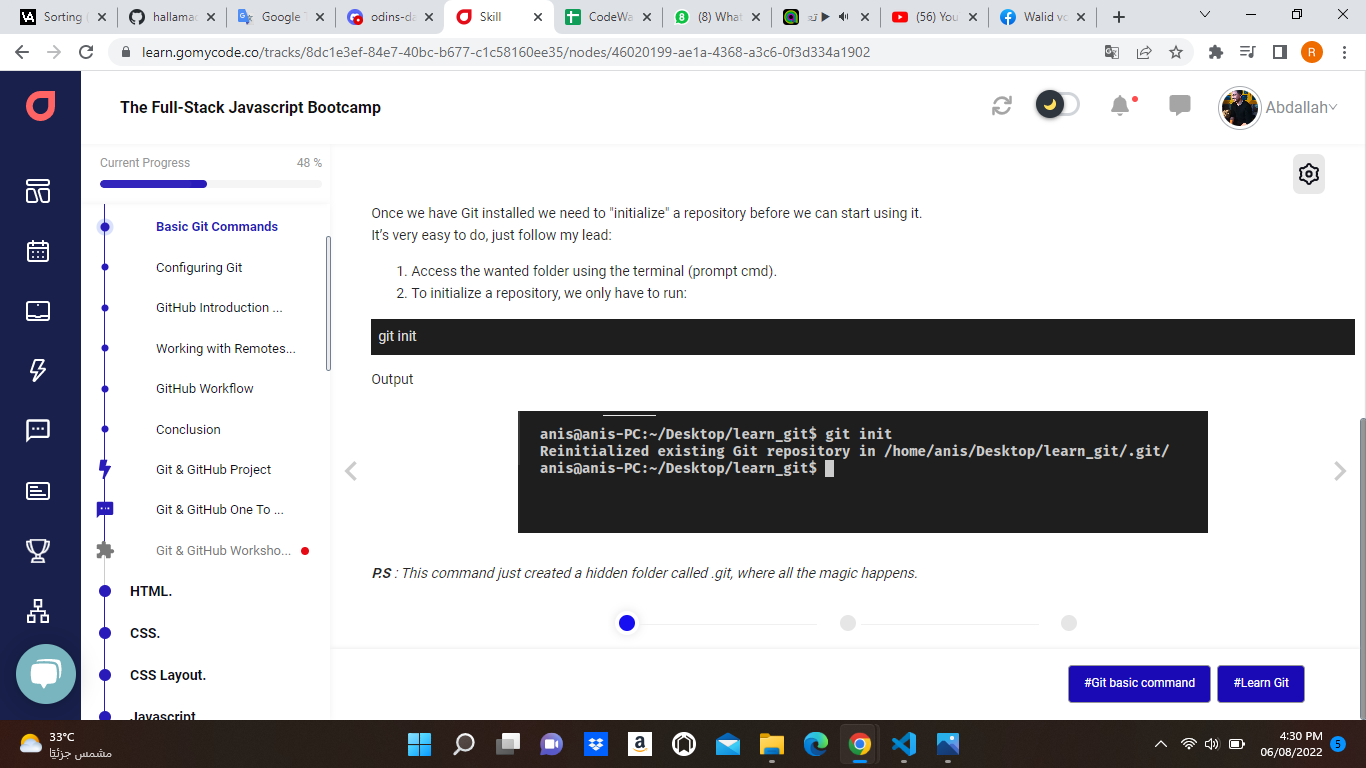 Sorting
hallamac
Google
odins-da
Skill
CodeWa
(8) What
(56) You
Walid vo
learn.gomycode.co/tracks/8dc1e3ef-84e7-40bc-b677-c1c58160ee35/nodes/46020199-ae1a-4368-a3c6-0f3d334a1902
R
The Full-Stack Javascript Bootcamp
Abdallah
Current Progress 48 %
Basic Git Commands
Configuring Git
GitHub Introduction ...
Working with Remotes...
GitHub Workflow
Conclusion
Git & GitHub Project
Git & GitHub One To ...
Git & GitHub Worksho...
HTML.
CSS.
CSS Layout.
Javascript
Once we have Git installed we need to "initialize" a repository before we can start using it.
It’s very easy to do, just follow my lead:
1. Access the wanted folder using the terminal (prompt cmd).
2. To initialize a repository, we only have to run:
git init
Output
anis@anis-PC:~/Desktop/learn_git$ git init
Reinitialized existing Git repository in /home/anis/Desktop/learn_git/.git/
anis@anis-PC:~/Desktop/learn_git$
P.S : This command just created a hidden folder called .git, where all the magic happens.
#Git basic command
#Learn Git
33°C
مشمس جزئيًا
4:30 PM
06/08/2022
5